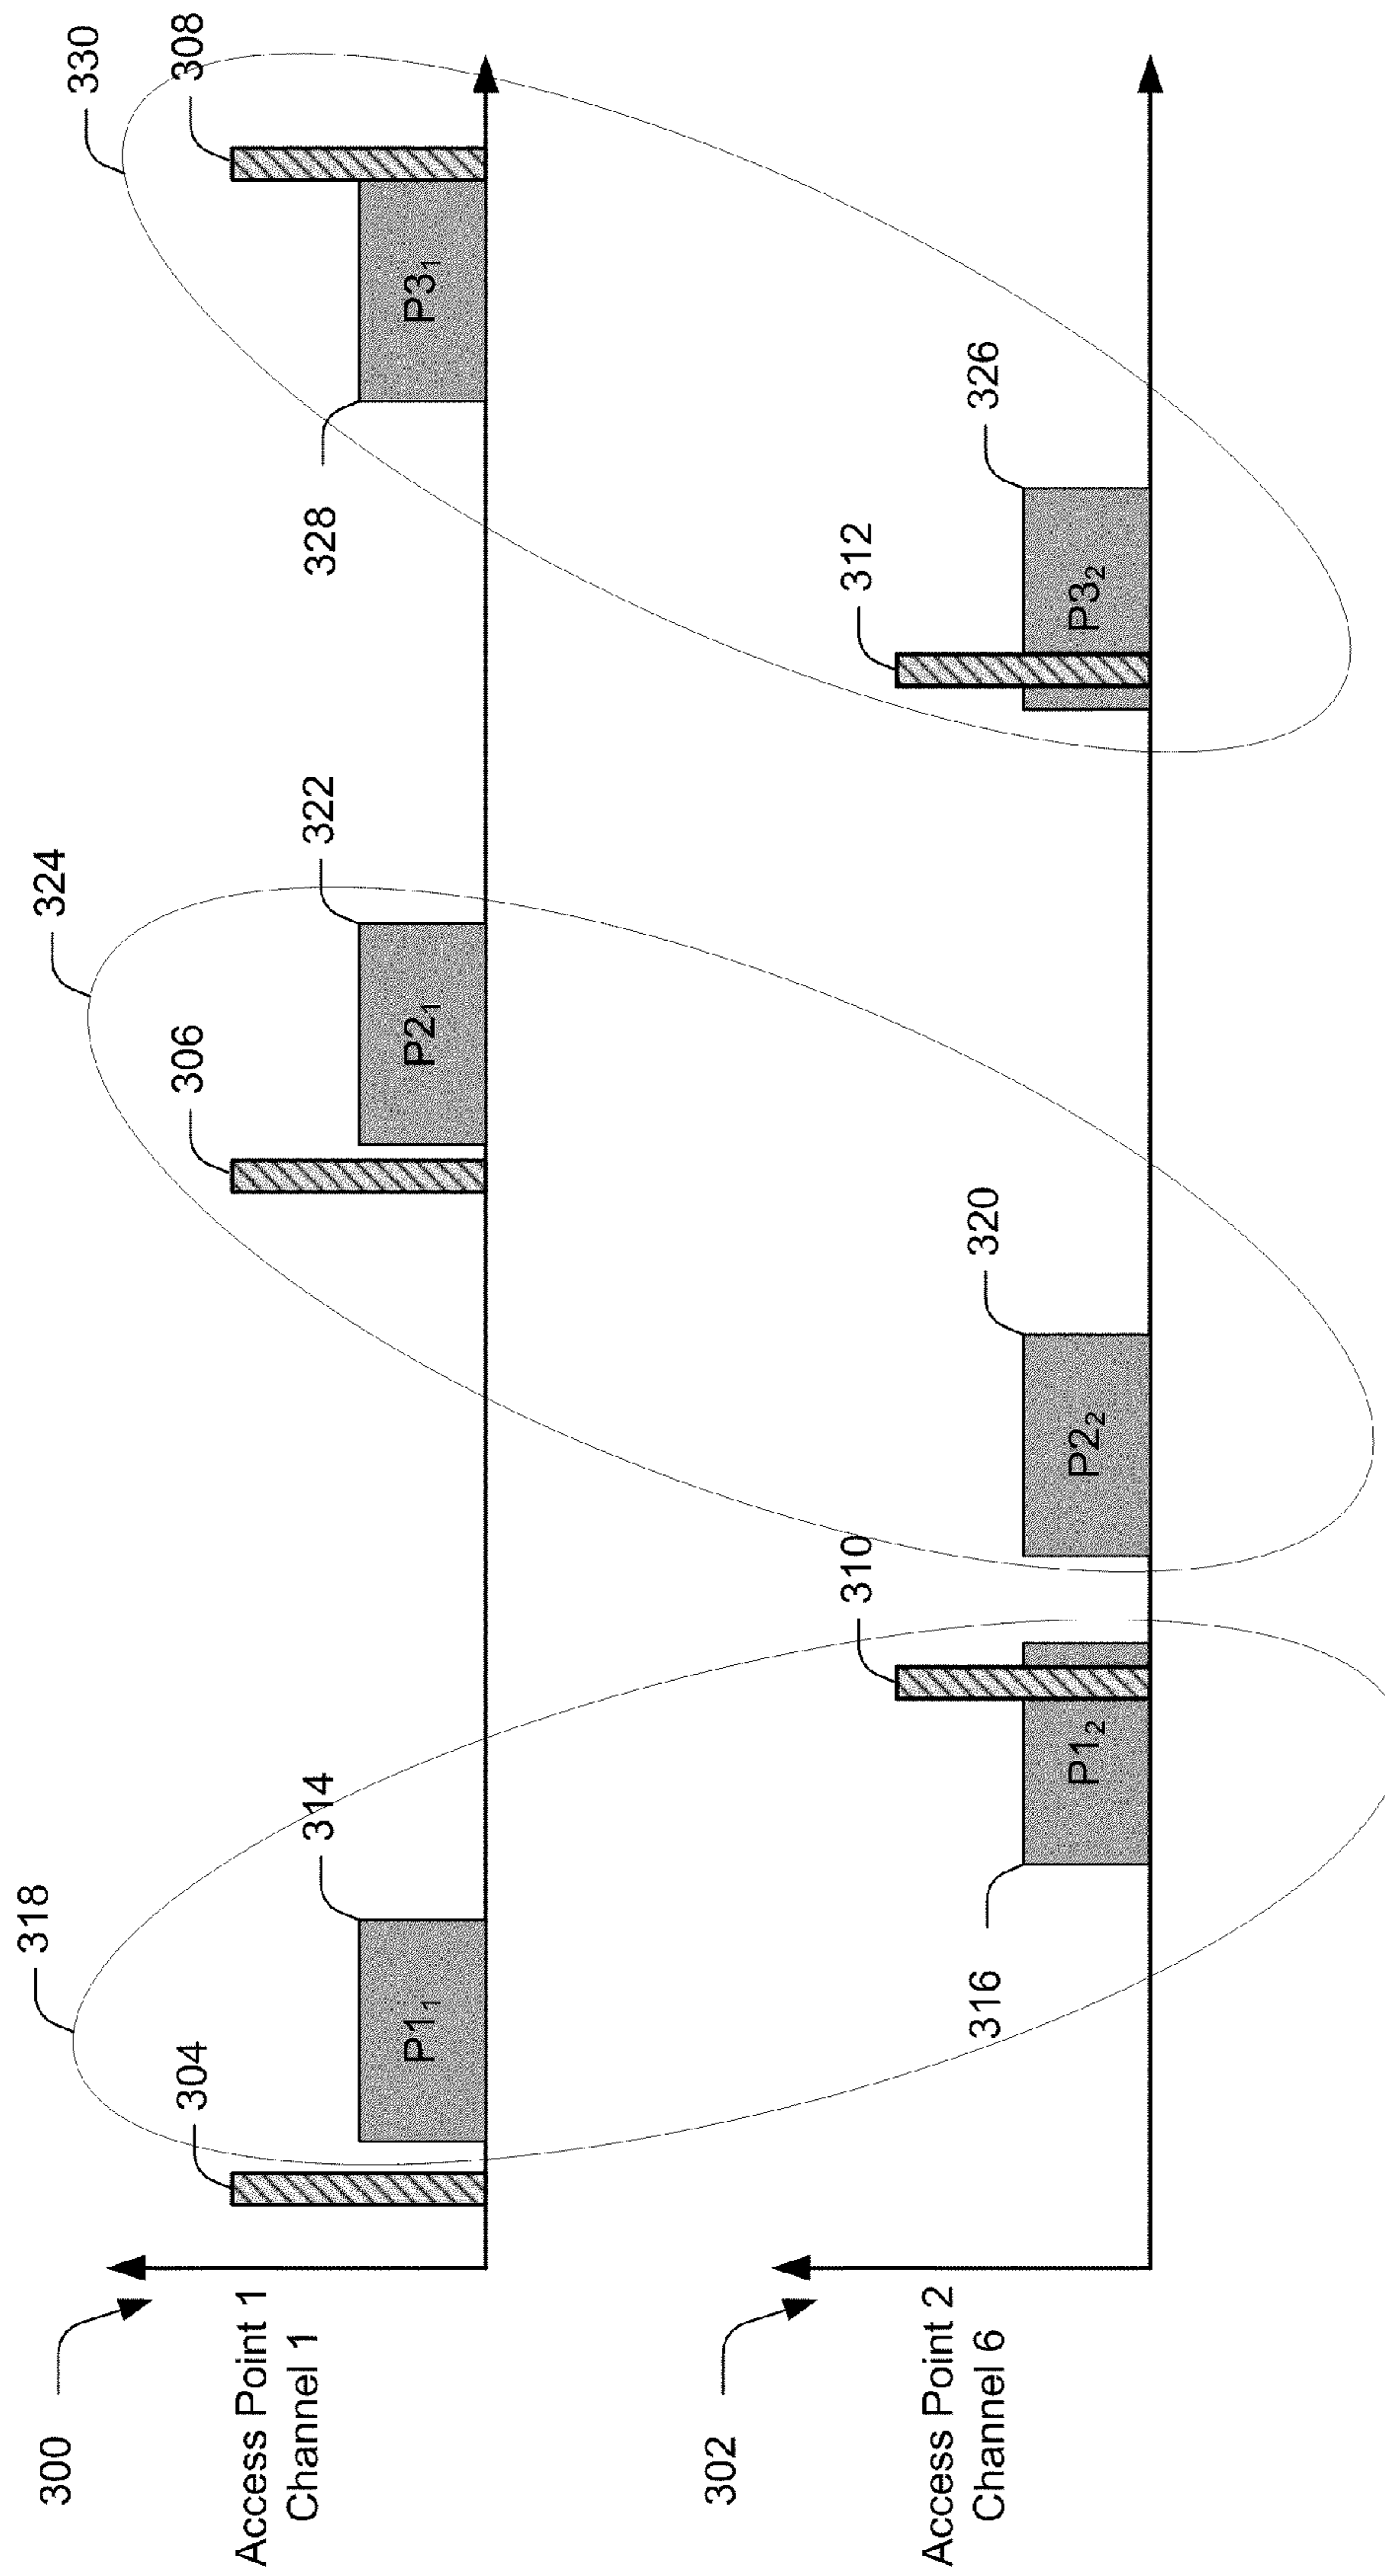 300
Access Point 1
Channel 1
304
318
P1₁
314
306
324
P2₁
322
328
P3₁
330
308
302
Access Point 2
Channel 6
316
P1₂
310
P2₂
320
312
P3₂
326